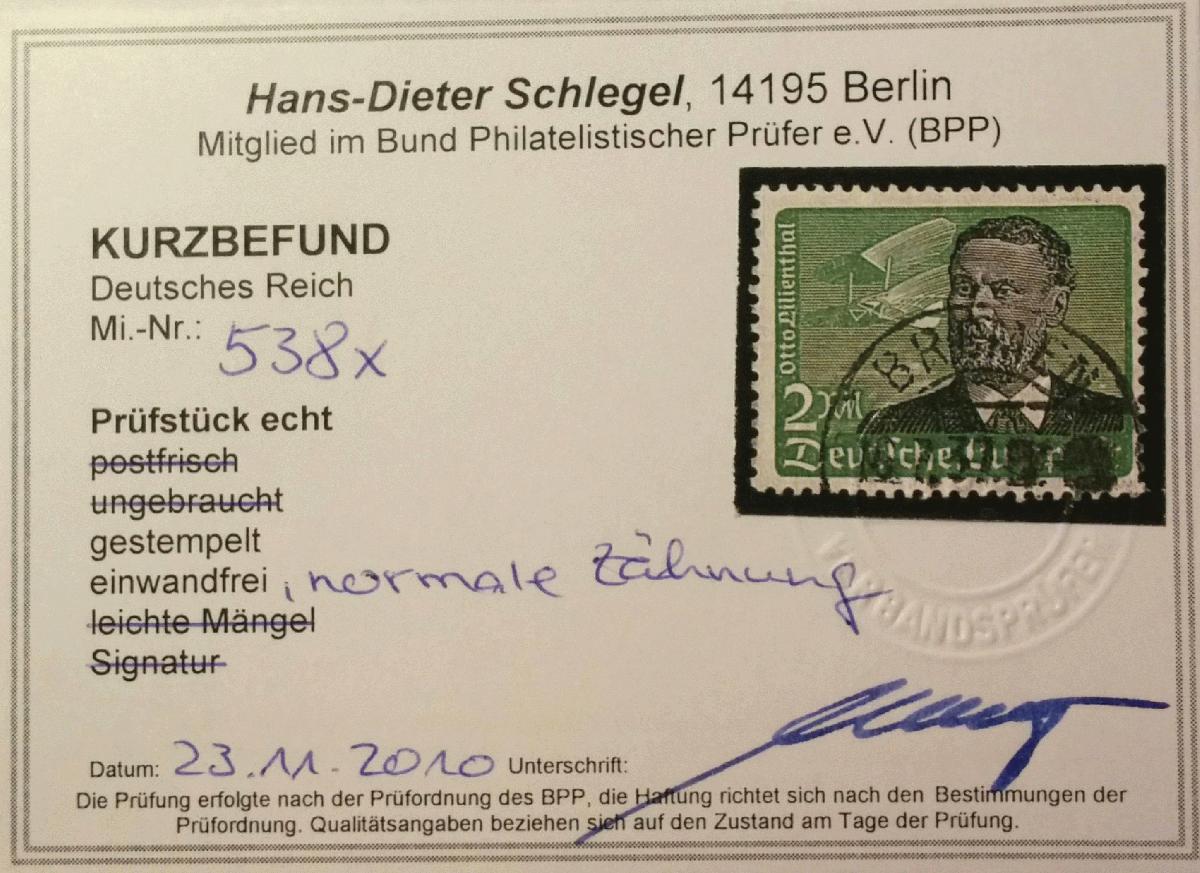 Hans-Dieter Schlegel, 14195 Berlin
Mitglied im Bund Philatelistischer Prüfer e.V. (BPP)
KURZBEFUND
Deutsches Reich
Mi.-Nr.: 538x
Otto Lilienthal
BREMEN
2 RM
Deutsche
Prüfstück echt
postfrisch
ungebraucht
gestempelt
einwandfrei, normale Zähnung
leichte Mängel
Signatur
VERBANDSPRÜFER
Datum: 23.11.2010 Unterschrift:
Die Prüfung erfolgte nach der Prüfordnung des BPP, die Haftung richtet sich nach den Bestimmungen der
Prüfordnung. Qualitätsangaben beziehen sich auf den Zustand am Tage der Prüfung.